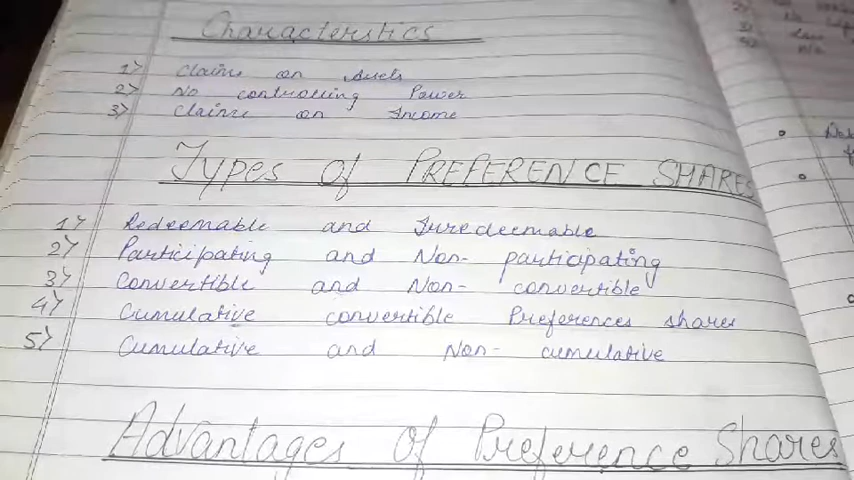 Characteristics
1) Claims on Assets
2) No controlling Power
3) Claims on Income
Types of PREFERENCE SHARES
1) Redeemable and Irredeemable
2) Participating and Non-participating
3) Convertible and Non-convertible
4) Cumulative convertible Preferences shares
5) Cumulative and Non-cumulative
Advantages of Preference Shares